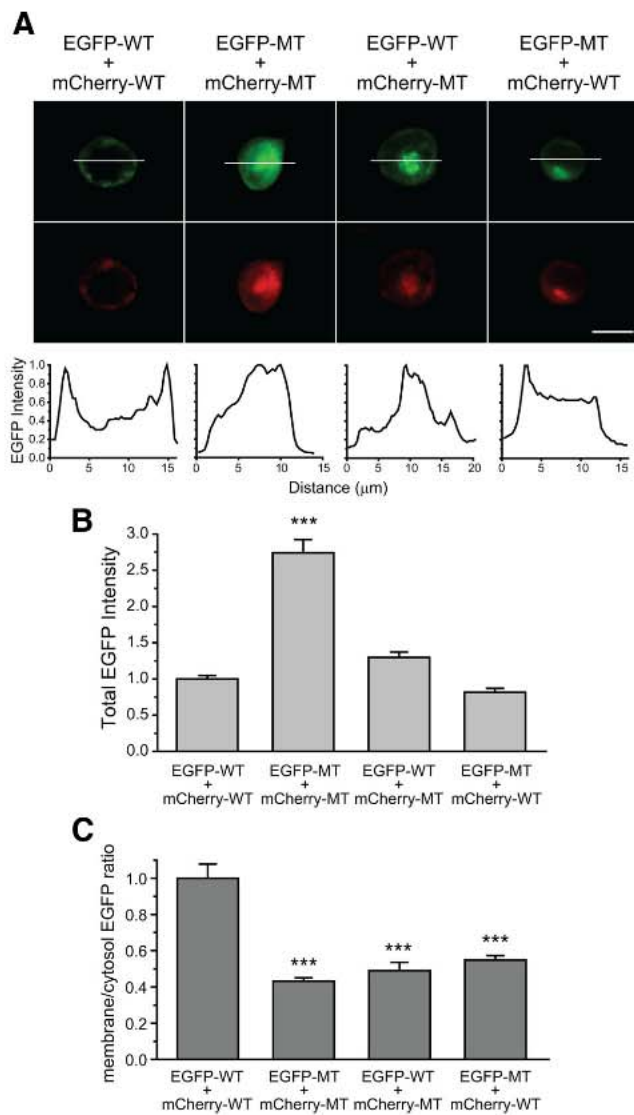 A
EGFP-WT EGFP-MT EGFP-WT EGFP-MT
+ + + +
mCherry-WT mCherry-MT mCherry-MT mCherry-WT
EGFP Intensity
1.0
0.8
0.6
0.4
0.2
0.0
0 5 10 15 0 5 10 15 0 5 10 15 20 0 5 10 15
Distance (μm)
B
Total EGFP Intensity
3.0
2.5
2.0
1.5
1.0
0.5
0.0
***
EGFP-WT EGFP-MT EGFP-WT EGFP-MT
+ + + +
mCherry-WT mCherry-MT mCherry-MT mCherry-WT
C
membrane/cytosol EGFP ratio
1.0
0.8
0.6
0.4
0.2
0.0
*** *** ***
EGFP-WT EGFP-MT EGFP-WT EGFP-MT
+ + + +
mCherry-WT mCherry-MT mCherry-MT mCherry-WT